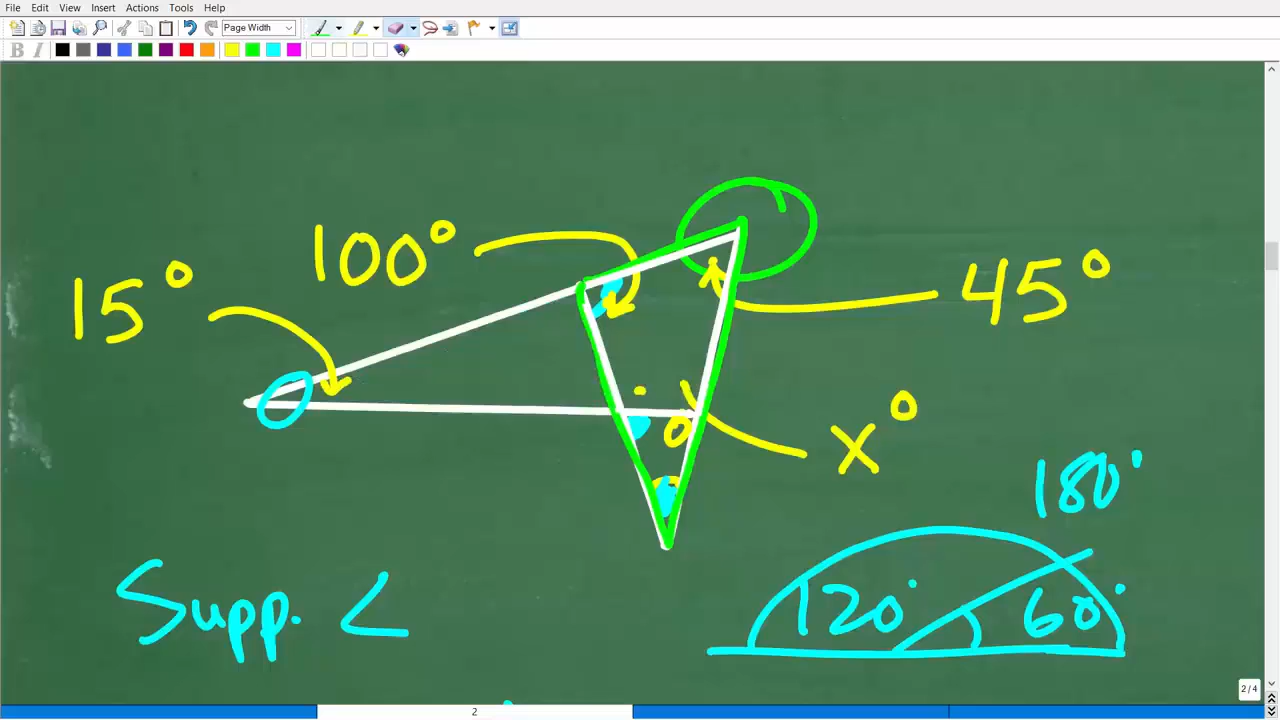 File Edit View Insert Actions Tools Help
Page Width
B I
100°
15°
45°
x°
180°
Supp. <
120° 60°
2/4
2